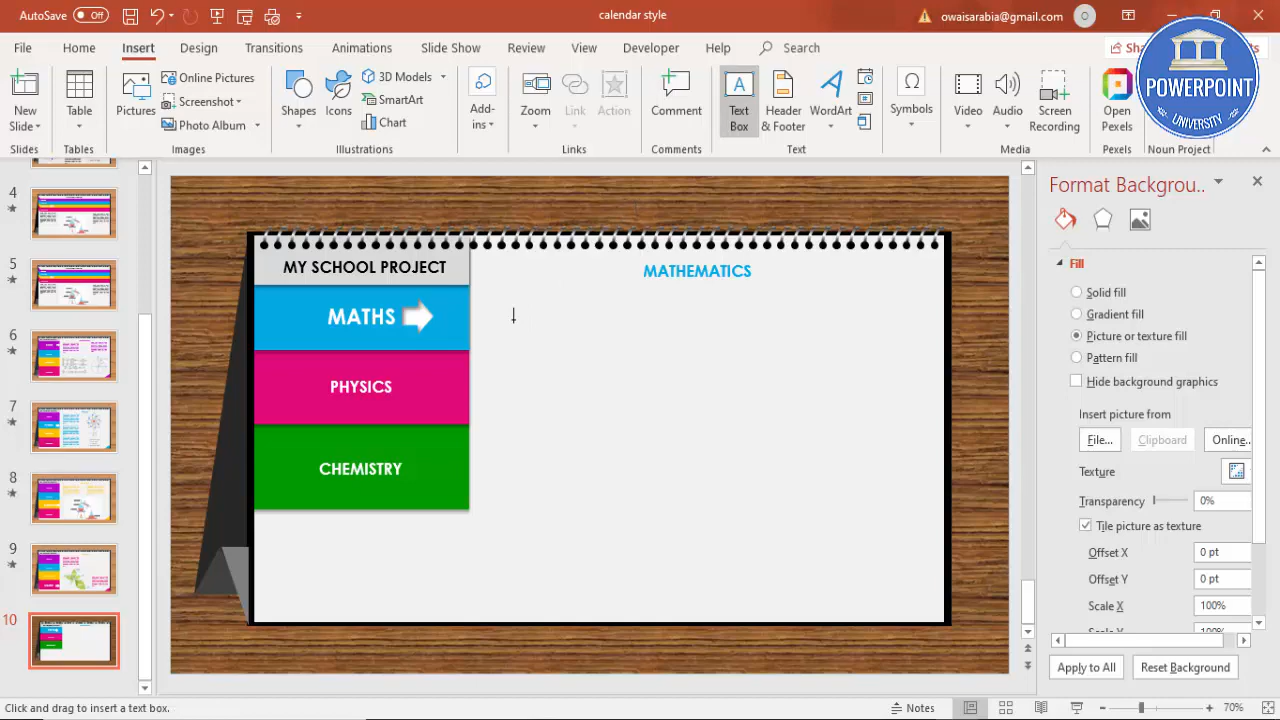 AutoSave Off
calendar style
owaisarabia@gmail.com O
File Home Insert Design Transitions Animations Slide Show Review View Developer Help Search
New Slide
Table
Pictures
Online Pictures
Screenshot
Photo Album
Shapes
Icons
3D Models
SmartArt
Chart
Add-ins
Zoom
Link
Action
Comment
Text Box
Header & Footer
WordArt
Symbols
Video
Audio
Screen Recording
Open Pexels
Slides Tables Images Illustrations Links Comments Text Media Pexels Noun Project
POWERPOINT
UNIVERSITY
4
5
6
7
8
9
10
MY SCHOOL PROJECT
MATHEMATICS
MATHS
PHYSICS
CHEMISTRY
Format Backgrou..
Fill
Solid fill
Gradient fill
Picture or texture fill
Pattern fill
Hide background graphics
Insert picture from
File... Clipboard Online..
Texture
Transparency 0%
Tile picture as texture
Offset X 0 pt
Offset Y 0 pt
Scale X 100%
Apply to All Reset Background
Click and drag to insert a text box.
Notes
70%